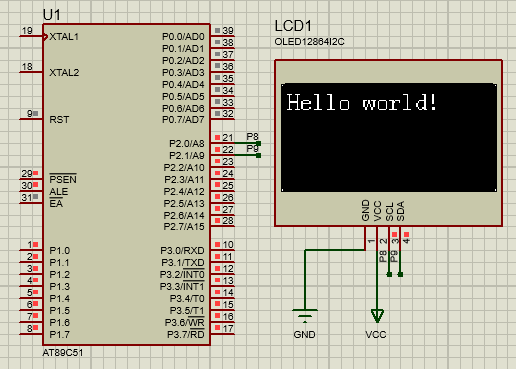 U1
19 XTAL1
18 XTAL2
9 RST
29 PSEN
30 ALE
31 EA
1 P1.0
2 P1.1
3 P1.2
4 P1.3
5 P1.4
6 P1.5
7 P1.6
8 P1.7
P0.0/AD0 39
P0.1/AD1 38
P0.2/AD2 37
P0.3/AD3 36
P0.4/AD4 35
P0.5/AD5 34
P0.6/AD6 33
P0.7/AD7 32
P2.0/A8 21 P8
P2.1/A9 22 P9
P2.2/A10 23
P2.3/A11 24
P2.4/A12 25
P2.5/A13 26
P2.6/A14 27
P2.7/A15 28
P3.0/RXD 10
P3.1/TXD 11
P3.2/INT0 12
P3.3/INT1 13
P3.4/T0 14
P3.5/T1 15
P3.6/WR 16
P3.7/RD 17
AT89C51
LCD1
OLED12864I2C
Hello world!
GND
VCC
SCL
SDA
1
2
3
4
P8
P9
GND
VCC